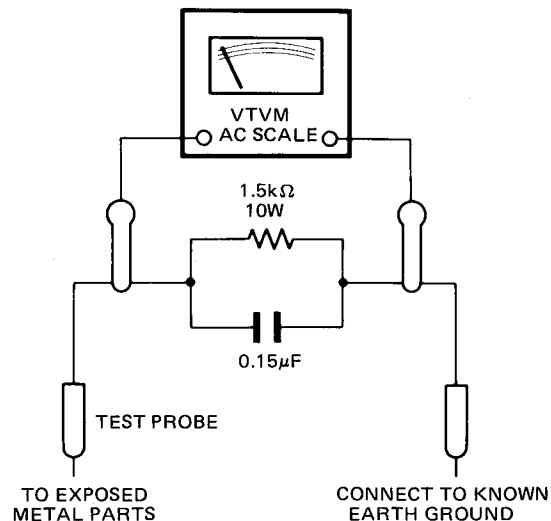 VTVM
AC SCALE
1.5kΩ
10W
0.15µF
TEST PROBE
TO EXPOSED
METAL PARTS
CONNECT TO KNOWN
EARTH GROUND